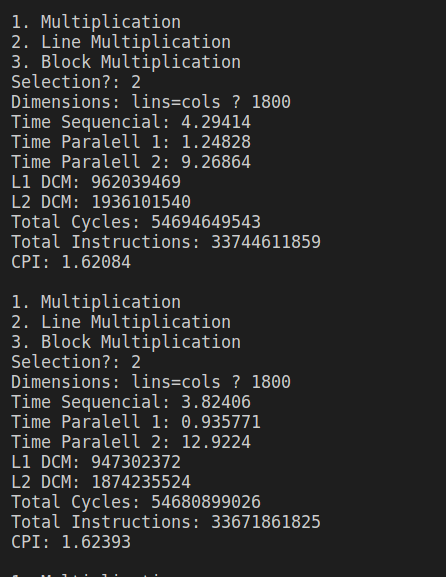 1. Multiplication
2. Line Multiplication
3. Block Multiplication
Selection?: 2
Dimensions: lins=cols ? 1800
Time Sequencial: 4.29414
Time Paralell 1: 1.24828
Time Paralell 2: 9.26864
L1 DCM: 962039469
L2 DCM: 1936101540
Total Cycles: 54694649543
Total Instructions: 33744611859
CPI: 1.62084
1. Multiplication
2. Line Multiplication
3. Block Multiplication
Selection?: 2
Dimensions: lins=cols ? 1800
Time Sequencial: 3.82406
Time Paralell 1: 0.935771
Time Paralell 2: 12.9224
L1 DCM: 947302372
L2 DCM: 1874235524
Total Cycles: 54680899026
Total Instructions: 33671861825
CPI: 1.62393